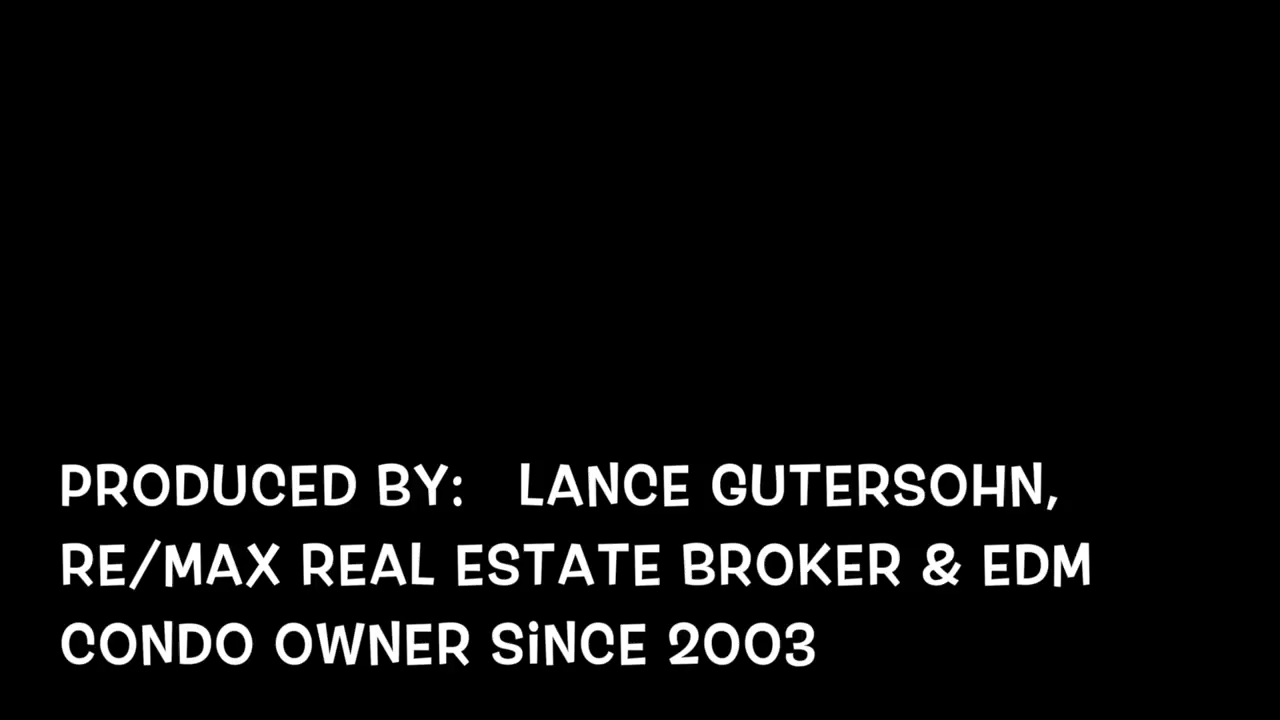 PRODUCED BY: LANCE GUTERSOHN,
RE/MAX REAL ESTATE BROKER & EDM
CONDO OWNER SiNCE 2003